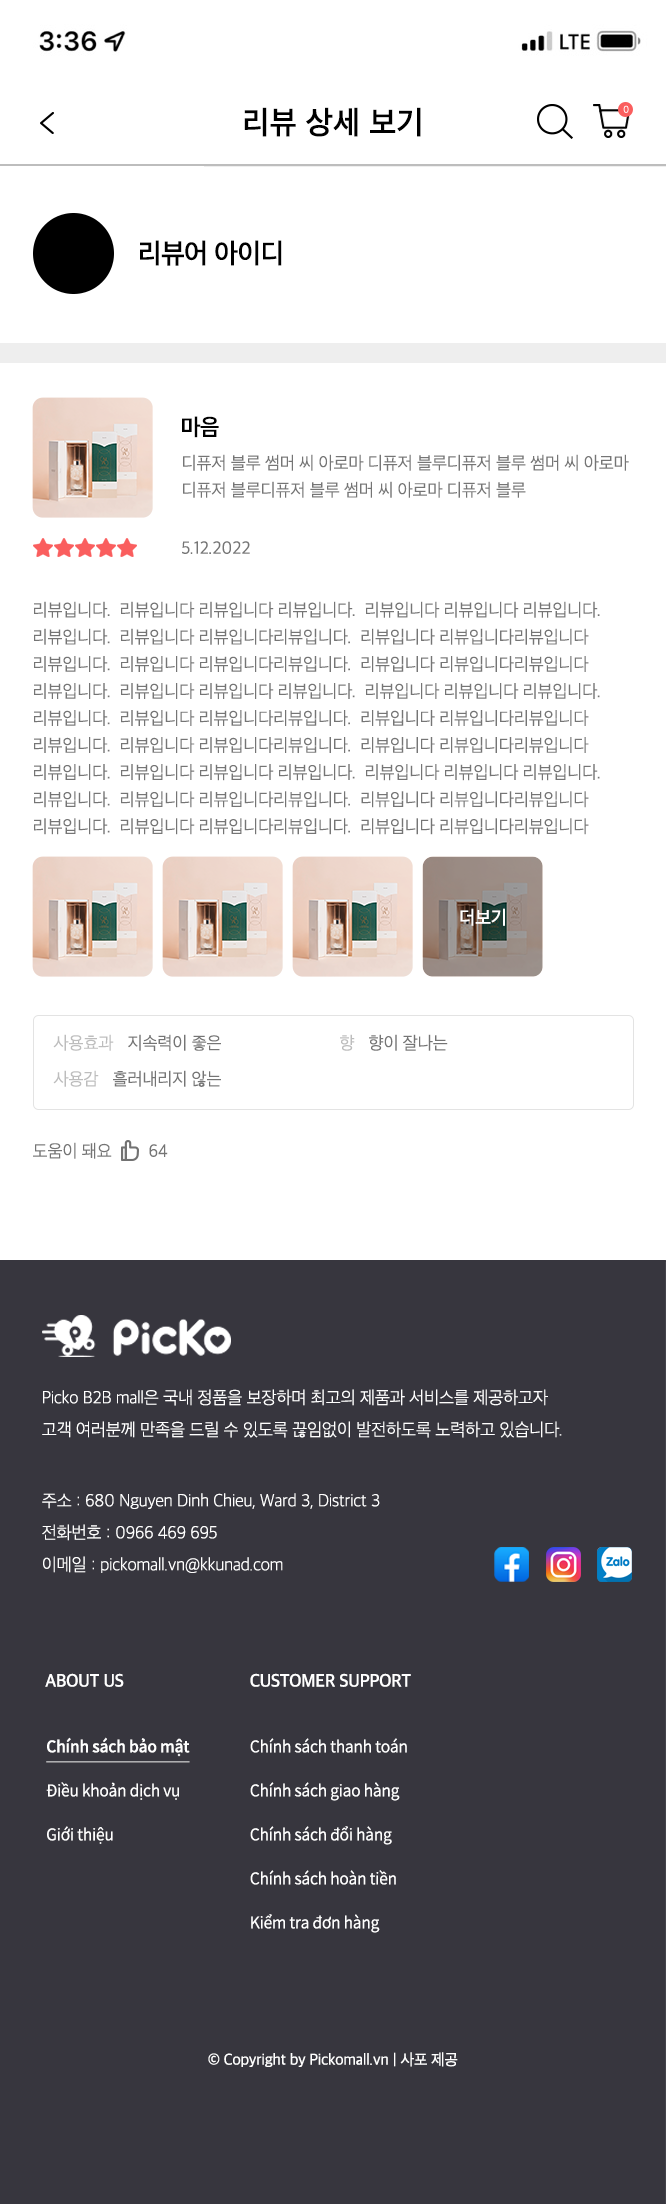 3:36
LTE
리뷰 상세 보기
0
리뷰어 아이디
마음
디퓨저 블루 썸머 씨 아로마 디퓨저 블루디퓨저 블루 썸머 씨 아로마
디퓨저 블루디퓨저 블루 썸머 씨 아로마 디퓨저 블루
5.12.2022
리뷰입니다. 리뷰입니다 리뷰입니다 리뷰입니다. 리뷰입니다 리뷰입니다 리뷰입니다.
리뷰입니다. 리뷰입니다 리뷰입니다리뷰입니다. 리뷰입니다 리뷰입니다리뷰입니다
리뷰입니다. 리뷰입니다 리뷰입니다리뷰입니다. 리뷰입니다 리뷰입니다리뷰입니다
리뷰입니다. 리뷰입니다 리뷰입니다 리뷰입니다. 리뷰입니다 리뷰입니다 리뷰입니다.
리뷰입니다. 리뷰입니다 리뷰입니다리뷰입니다. 리뷰입니다 리뷰입니다리뷰입니다
리뷰입니다. 리뷰입니다 리뷰입니다리뷰입니다. 리뷰입니다 리뷰입니다리뷰입니다
리뷰입니다. 리뷰입니다 리뷰입니다 리뷰입니다. 리뷰입니다 리뷰입니다 리뷰입니다.
리뷰입니다. 리뷰입니다 리뷰입니다리뷰입니다. 리뷰입니다 리뷰입니다리뷰입니다
리뷰입니다. 리뷰입니다 리뷰입니다리뷰입니다. 리뷰입니다 리뷰입니다리뷰입니다
더보기
사용효과 지속력이 좋은 향 향이 잘나는
사용감 흘러내리지 않는
도움이 돼요 64
P PicKo
Picko B2B mall은 국내 정품을 보장하며 최고의 제품과 서비스를 제공하고자
고객 여러분께 만족을 드릴 수 있도록 끊임없이 발전하도록 노력하고 있습니다.
주소 : 680 Nguyen Dinh Chieu, Ward 3, District 3
전화번호 : 0966 469 695
이메일 : pickomall.vn@kkunad.com
Zalo
ABOUT US
Chính sách bảo mật
Điều khoản dịch vụ
Giới thiệu
CUSTOMER SUPPORT
Chính sách thanh toán
Chính sách giao hàng
Chính sách đổi hàng
Chính sách hoàn tiền
Kiểm tra đơn hàng
© Copyright by Pickomall.vn | 사포 제공